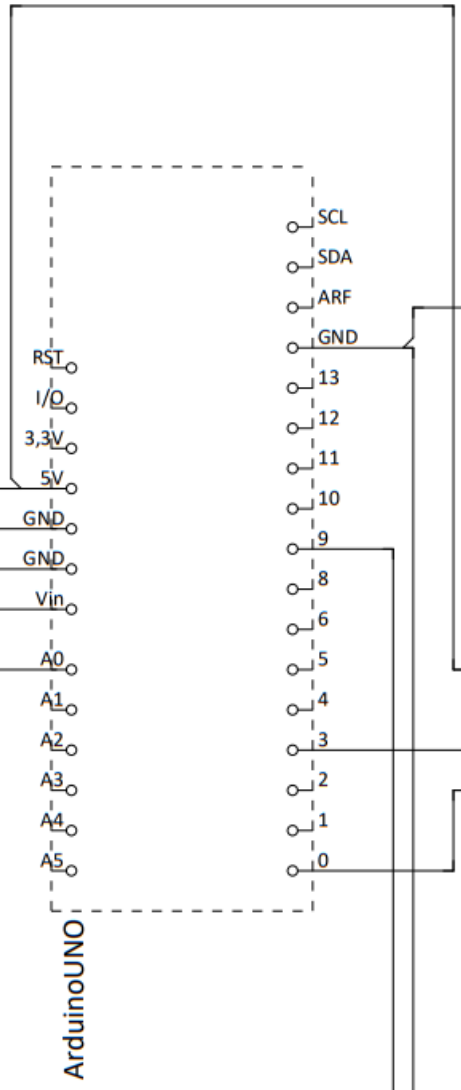 SCL
SDA
ARF
GND
13
12
11
10
9
8
6
5
4
3
2
1
0
RST
I/O
3,3V
5V
GND
GND
Vin
A0
A1
A2
A3
A4
A5
ArduinoUNO